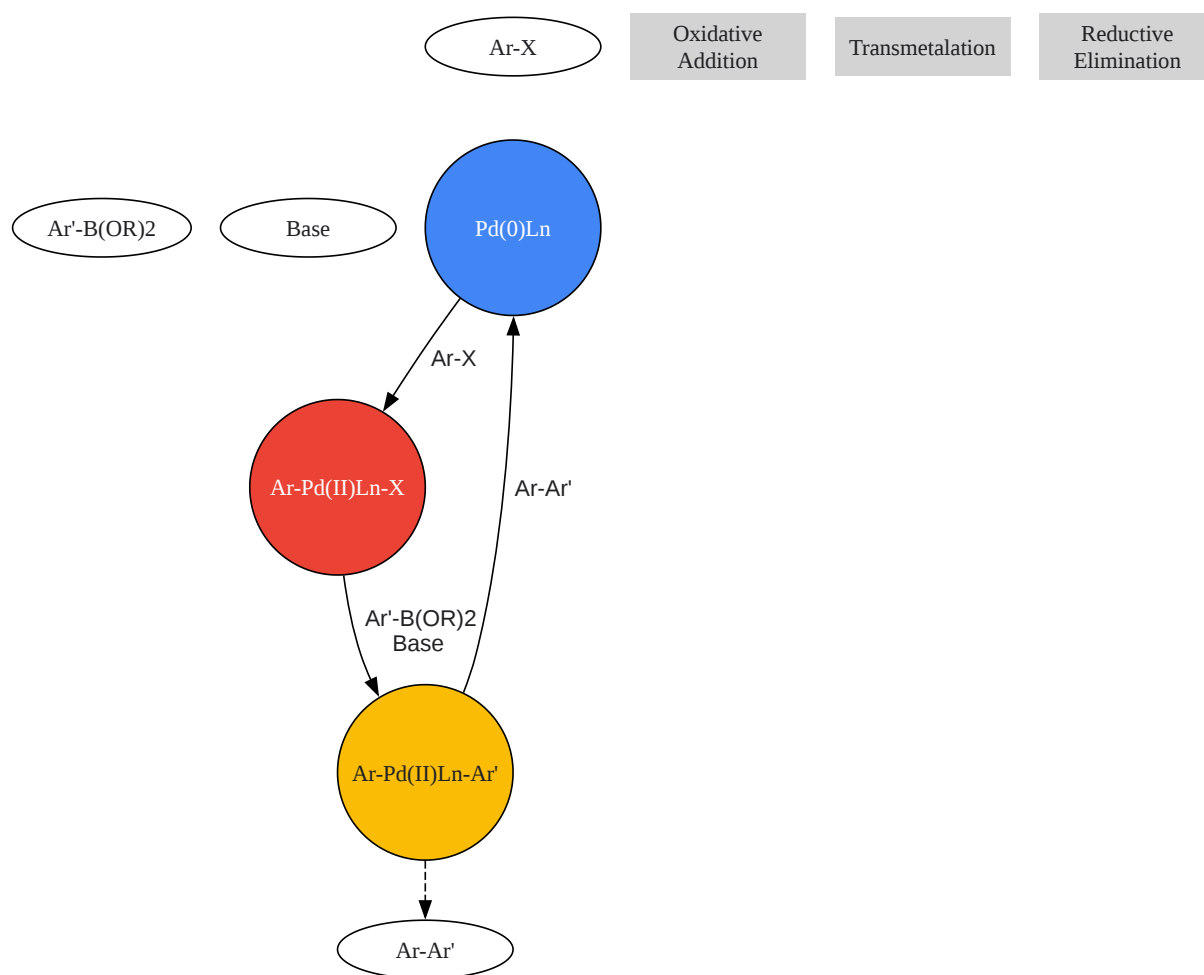 Ar-X
Oxidative
Addition
Transmetalation
Reductive
Elimination
Ar'-B(OR)2
Base
Pd(0)Ln
Ar-X
Ar-Pd(II)Ln-X
Ar-Ar'
Ar'-B(OR)2
Base
Ar-Pd(II)Ln-Ar'
Ar-Ar'